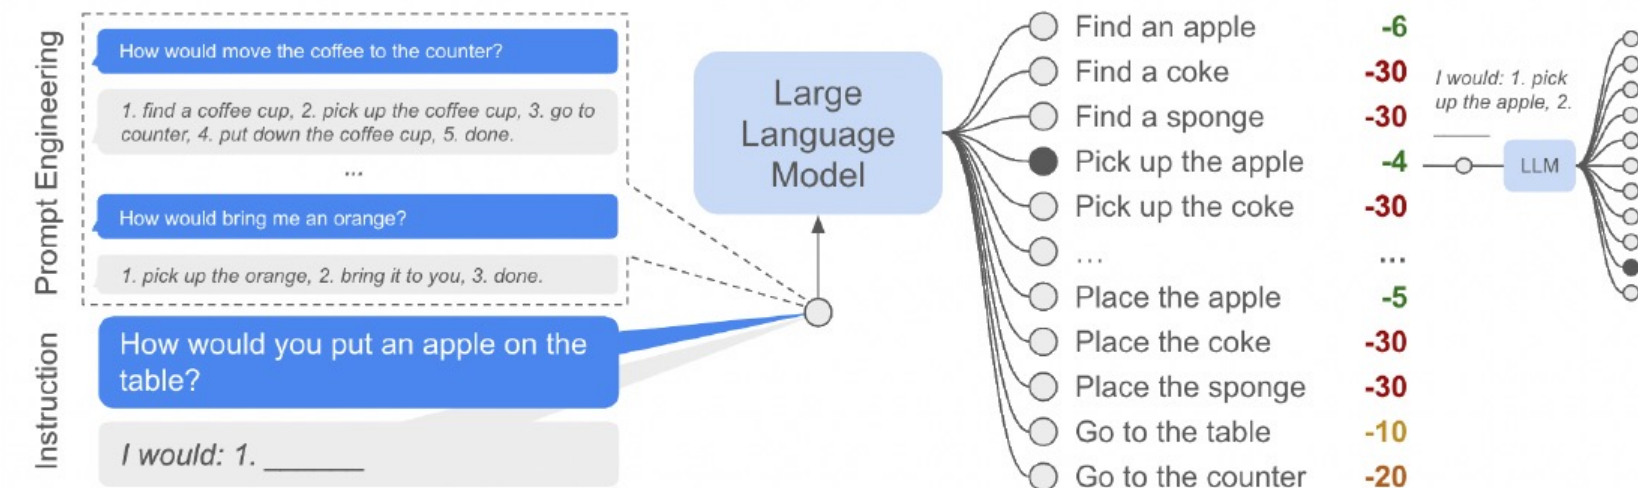 Prompt Engineering
How would move the coffee to the counter?
1. find a coffee cup, 2. pick up the coffee cup, 3. go to
counter, 4. put down the coffee cup, 5. done.
...
How would bring me an orange?
1. pick up the orange, 2. bring it to you, 3. done.
Instruction
How would you put an apple on the
table?
I would: 1. ______
Large
Language
Model
Find an apple -6
Find a coke -30
Find a sponge -30
Pick up the apple -4
Pick up the coke -30
... ...
Place the apple -5
Place the coke -30
Place the sponge -30
Go to the table -10
Go to the counter -20
I would: 1. pick
up the apple, 2.
_____
LLM